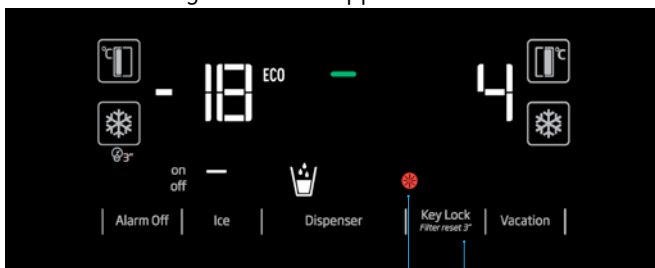 °C
°C
-18
ECO
4
3"
on
off
Alarm Off
Ice
Dispenser
Key Lock
Filter reset 3"
Vacation